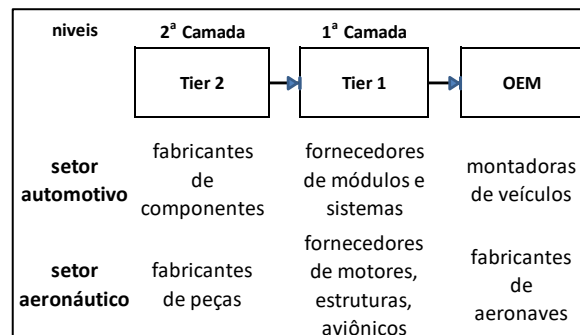 niveis 2ª Camada 1ª Camada
Tier 2 Tier 1 OEM
setor
automotivo
fabricantes
de
componentes
fornecedores
de módulos e
sistemas
montadoras
de veículos
setor
aeronáutico
fabricantes
de peças
fornecedores
de motores,
estruturas,
aviônicos
fabricantes
de
aeronaves